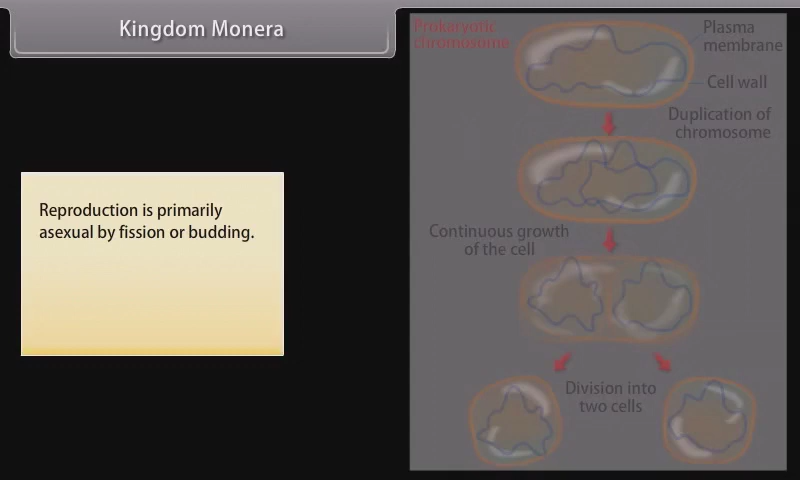 Kingdom Monera
Reproduction is primarily
asexual by fission or budding.
Prokaryotic
chromosome
Plasma
membrane
Cell wall
Duplication of
chromosome
Continuous growth
of the cell
Division into
two cells